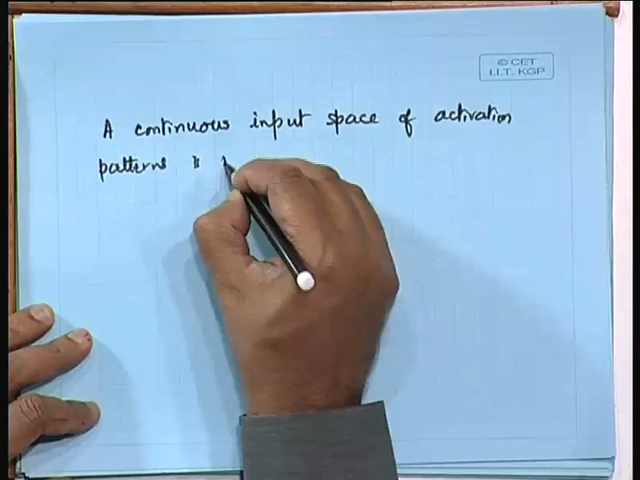 © CET
I.I.T. KGP
A continuous input space of activation
patterns is